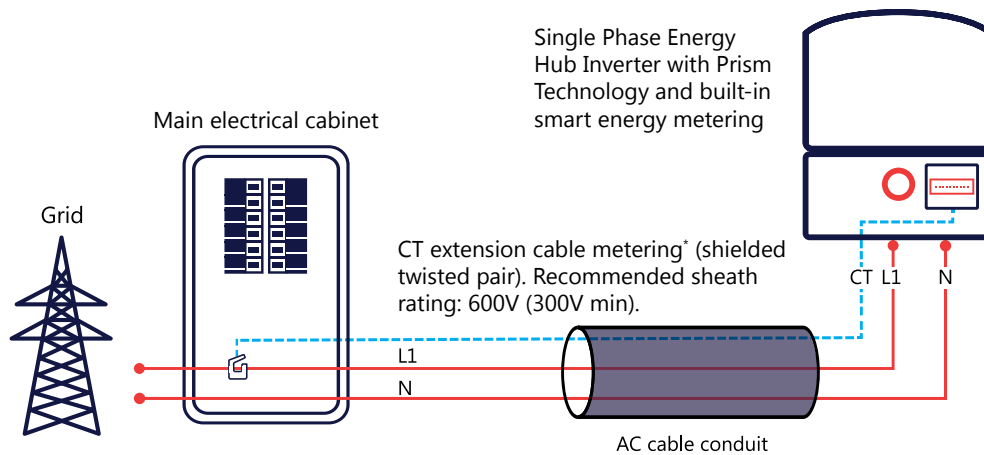 Single Phase Energy
Hub Inverter with Prism
Technology and built-in
smart energy metering
Main electrical cabinet
Grid
CT extension cable metering* (shielded
twisted pair). Recommended sheath
rating: 600V (300V min).
CT L1 N
L1
N
AC cable conduit